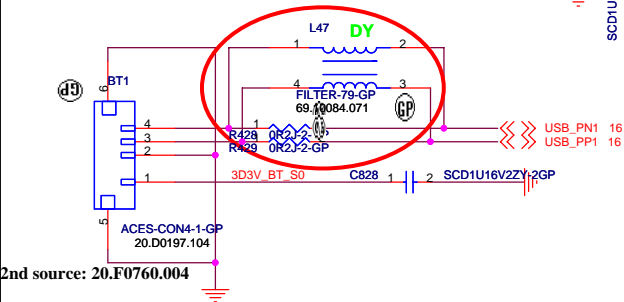 SCD1U
L47
DY
1
2
4
3
FILTER-79-GP
69.
0084.071
GP
GP
6
BT1
4
1
USB_PN1 16
3
USB_PP1 16
R428
0R2J-2-
2
R429 0R2J-2-GP
1
3D3V_BT_S0
C828
1
2
SCD1U16V2ZY-2GP
5
ACES-CON4-1-GP
20.D0197.104
2nd source: 20.F0760.004